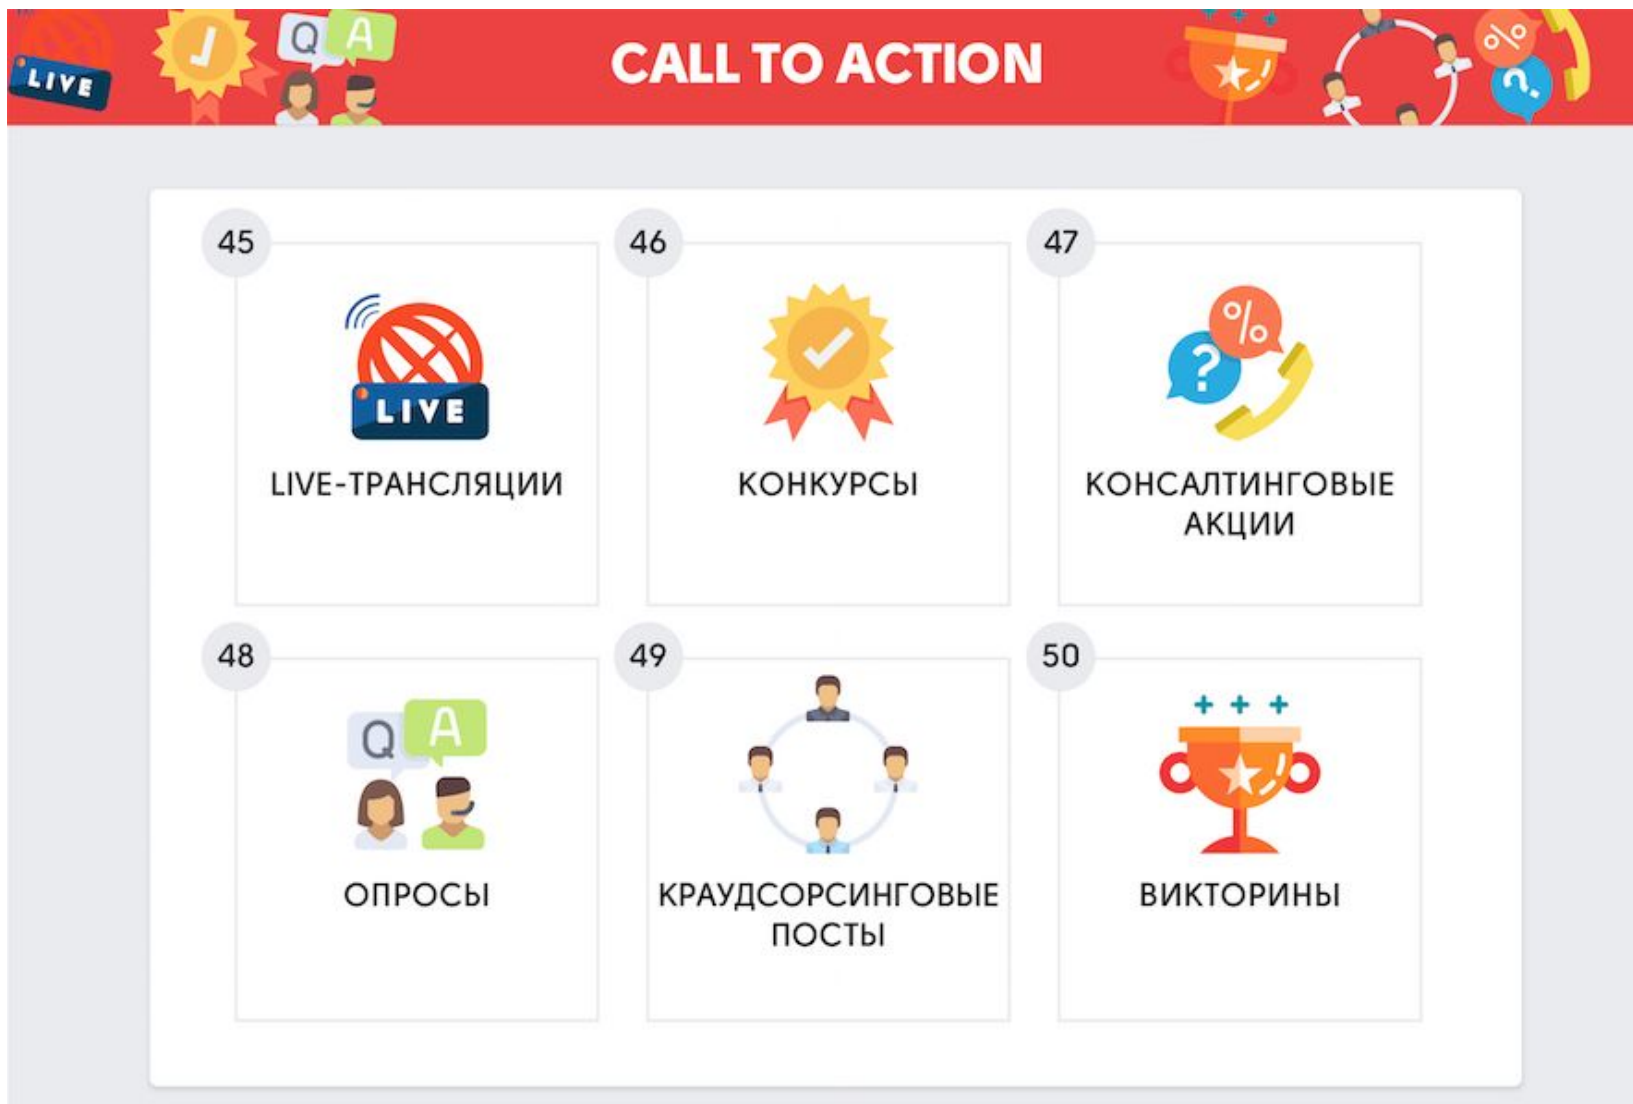 LIVE
Q A
CALL TO ACTION
%
?
45
46
47
LIVE
%
?
LIVE-ТРАНСЛЯЦИИ
КОНКУРСЫ
КОНСАЛТИНГОВЫЕ
АКЦИИ
48
49
50
Q A
ОПРОСЫ
КРАУДСОРСИНГОВЫЕ
ПОСТЫ
ВИКТОРИНЫ